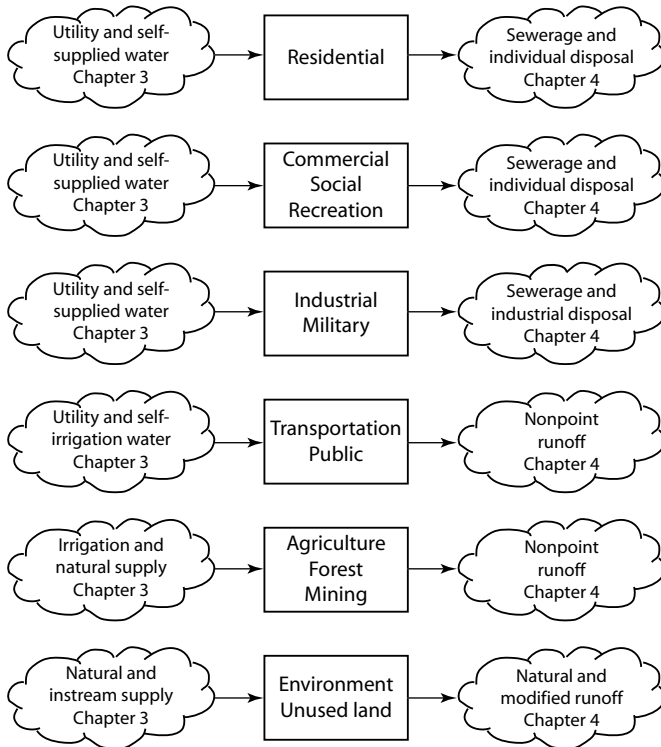 Utility and self-
supplied water
Chapter 3
Residential
Sewerage and
individual disposal
Chapter 4
Utility and self-
supplied water
Chapter 3
Commercial
Social
Recreation
Sewerage and
individual disposal
Chapter 4
Utility and self-
supplied water
Chapter 3
Industrial
Military
Sewerage and
industrial disposal
Chapter 4
Utility and self-
irrigation water
Chapter 3
Transportation
Public
Nonpoint
runoff
Chapter 4
Irrigation and
natural supply
Chapter 3
Agriculture
Forest
Mining
Nonpoint
runoff
Chapter 4
Natural and
instream supply
Chapter 3
Environment
Unused land
Natural and
modified runoff
Chapter 4